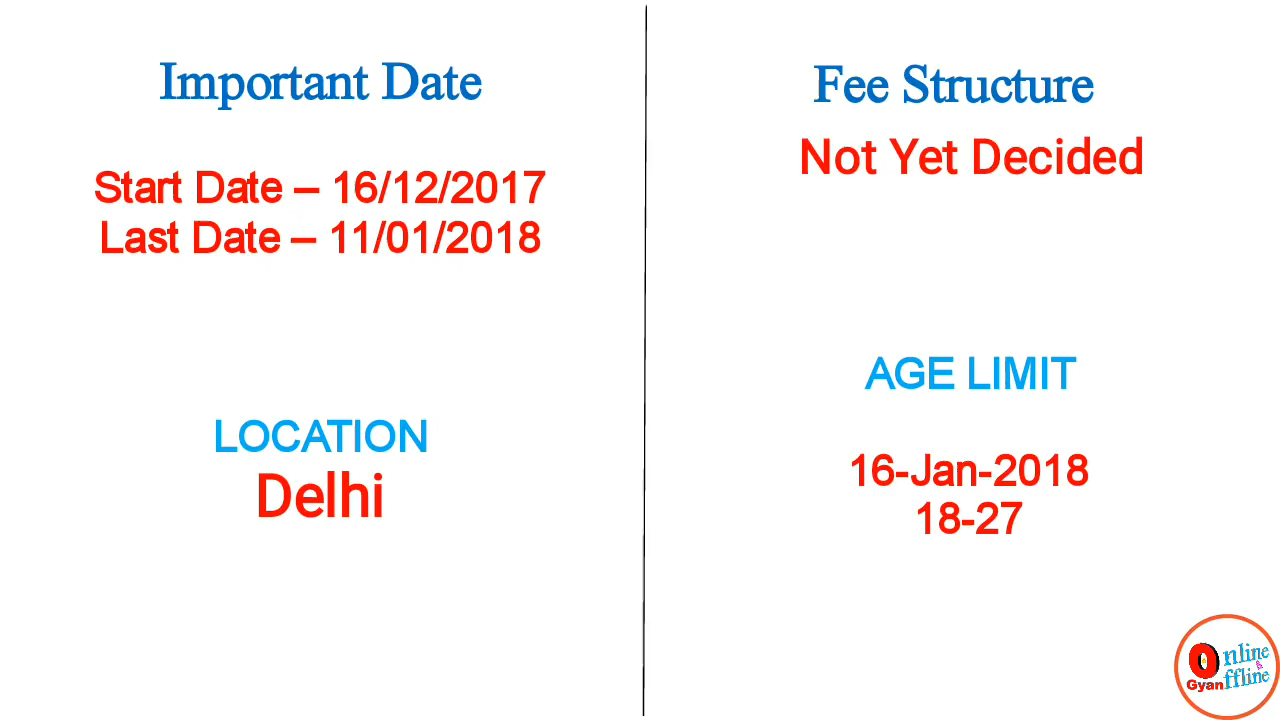 Important Date
Start Date – 16/12/2017
Last Date – 11/01/2018
LOCATION
Delhi
Fee Structure
Not Yet Decided
AGE LIMIT
16-Jan-2018
18-27
Online
&
Offline
Gyan